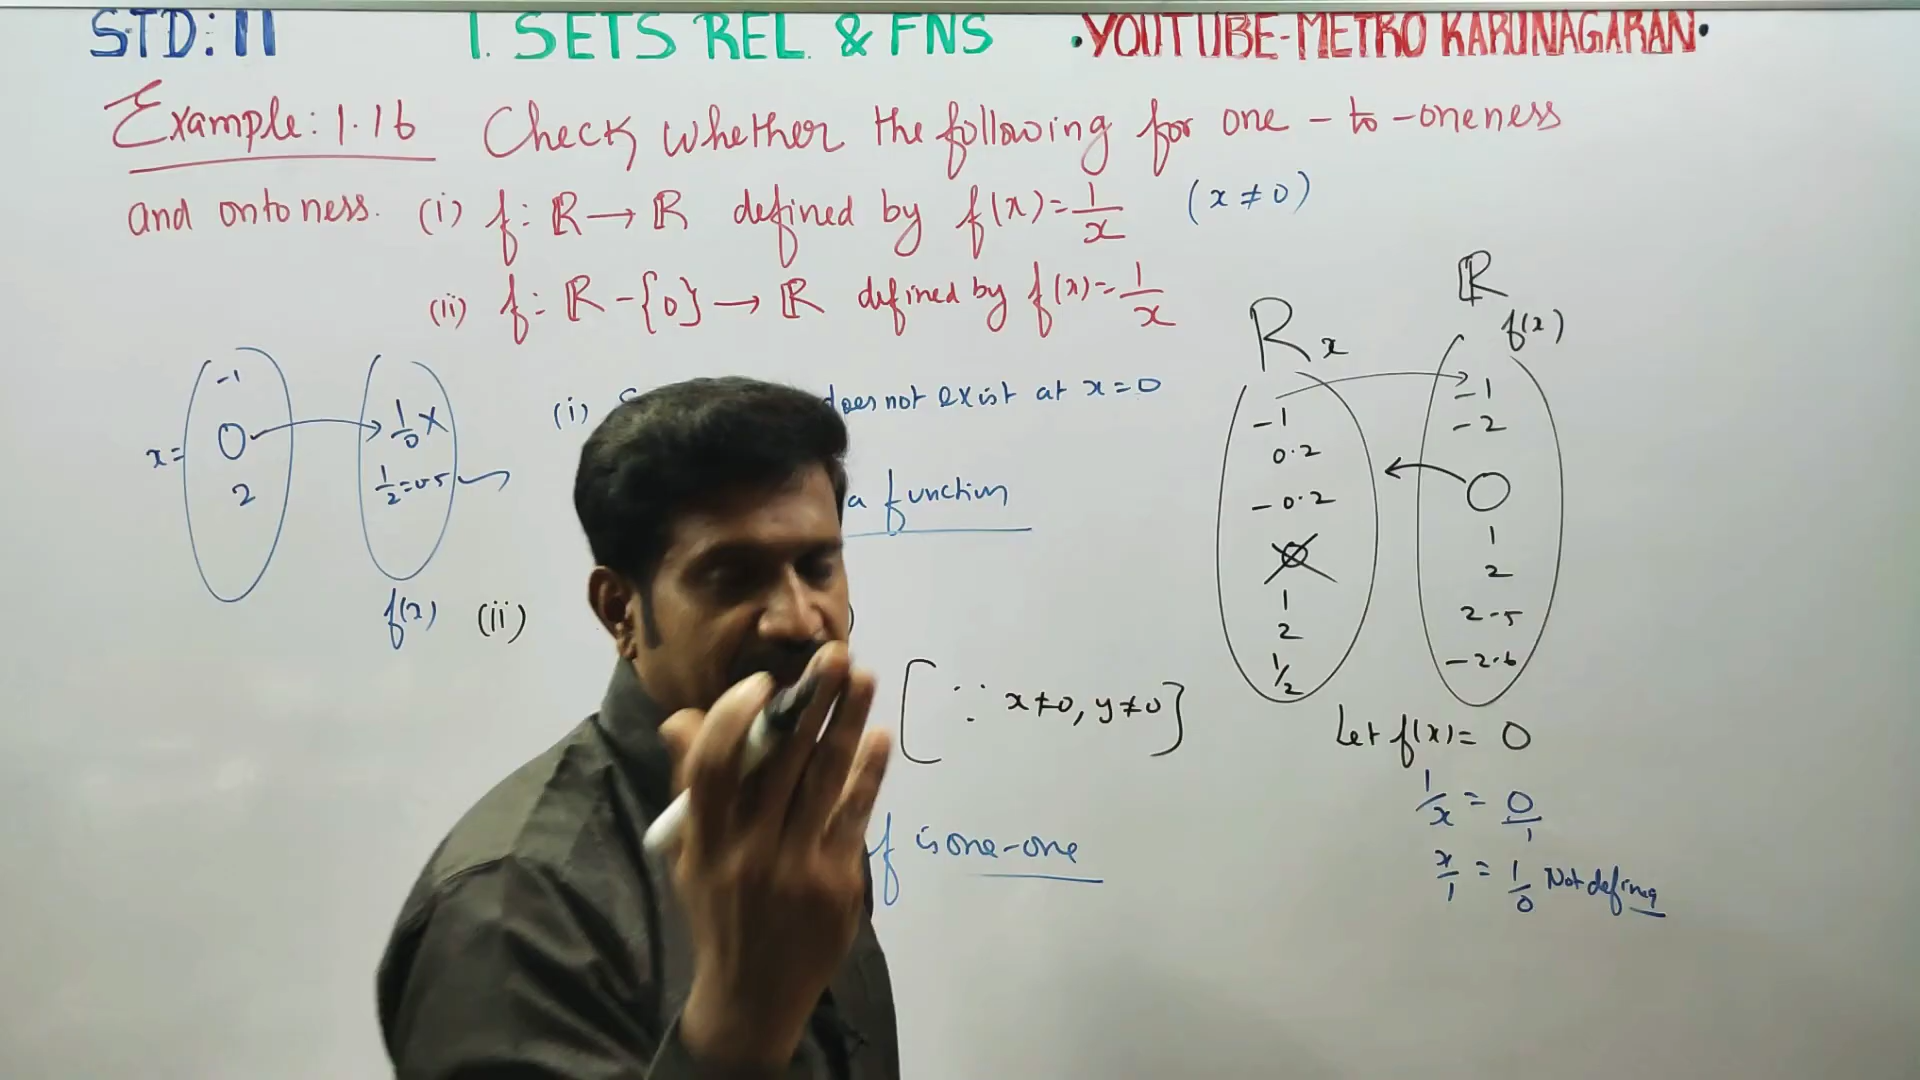 STD: 11 1. SETS REL. & FNS •YOUTUBE-METRO KARUNAGARAN•
Example: 1.16 Check whether the following for one-to-oneness
and ontoness. (i) f: ℝ → ℝ defined by f(x)=1/x (x≠0)
(ii) f: ℝ-{0} → ℝ defined by f(x)=1/x
-1
x= 0 1/0 X
2 1/2=0.5
f(x)
(i) does not exist at x=0
a function
(ii)
[∵ x≠0, y≠0]
f is one-one
R x
-1
0.2
-0.2
0
1
2
1/2
ℝ
f(x)
-1
-2
0
1
2
2.5
-2.6
Let f(x)= 0
1/x = 0/1
x/1 = 1/0 Not defined